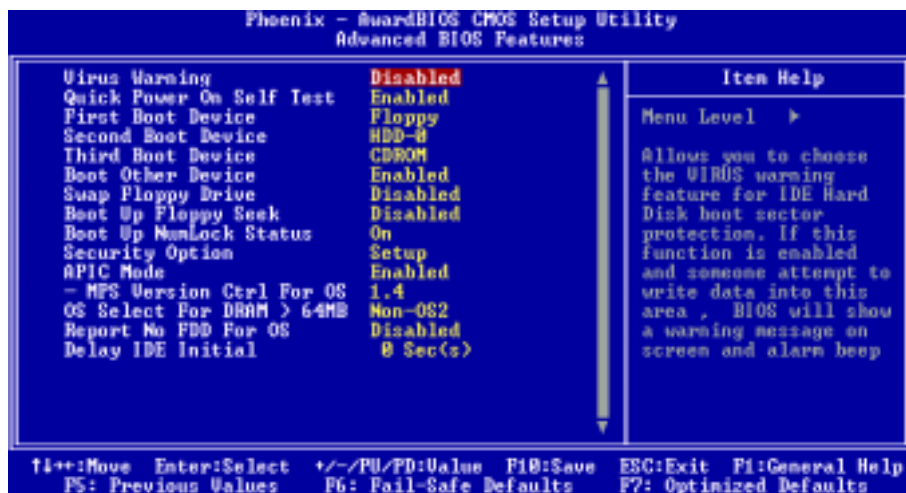 Phoenix - AwardBIOS CMOS Setup Utility
Advanced BIOS Features
Virus Warning Disabled
Quick Power On Self Test Enabled
First Boot Device Floppy
Second Boot Device HDD-0
Third Boot Device CDROM
Boot Other Device Enabled
Swap Floppy Drive Disabled
Boot Up Floppy Seek Disabled
Boot Up NumLock Status On
Security Option Setup
APIC Mode Enabled
- MPS Version Ctrl For OS 1.4
OS Select For DRAM > 64MB Non-OS2
Report No FDD For OS Disabled
Delay IDE Initial 0 Sec(s)
Item Help
Menu Level ▶
Allows you to choose
the VIRUS warning
feature for IDE Hard
Disk boot sector
protection. If this
function is enabled
and someone attempt to
write data into this
area , BIOS will show
a warning message on
screen and alarm beep
↑↓→←:Move Enter:Select +/-/PU/PD:Value F10:Save ESC:Exit F1:General Help
F5: Previous Values F6: Fail-Safe Defaults F7: Optimized Defaults